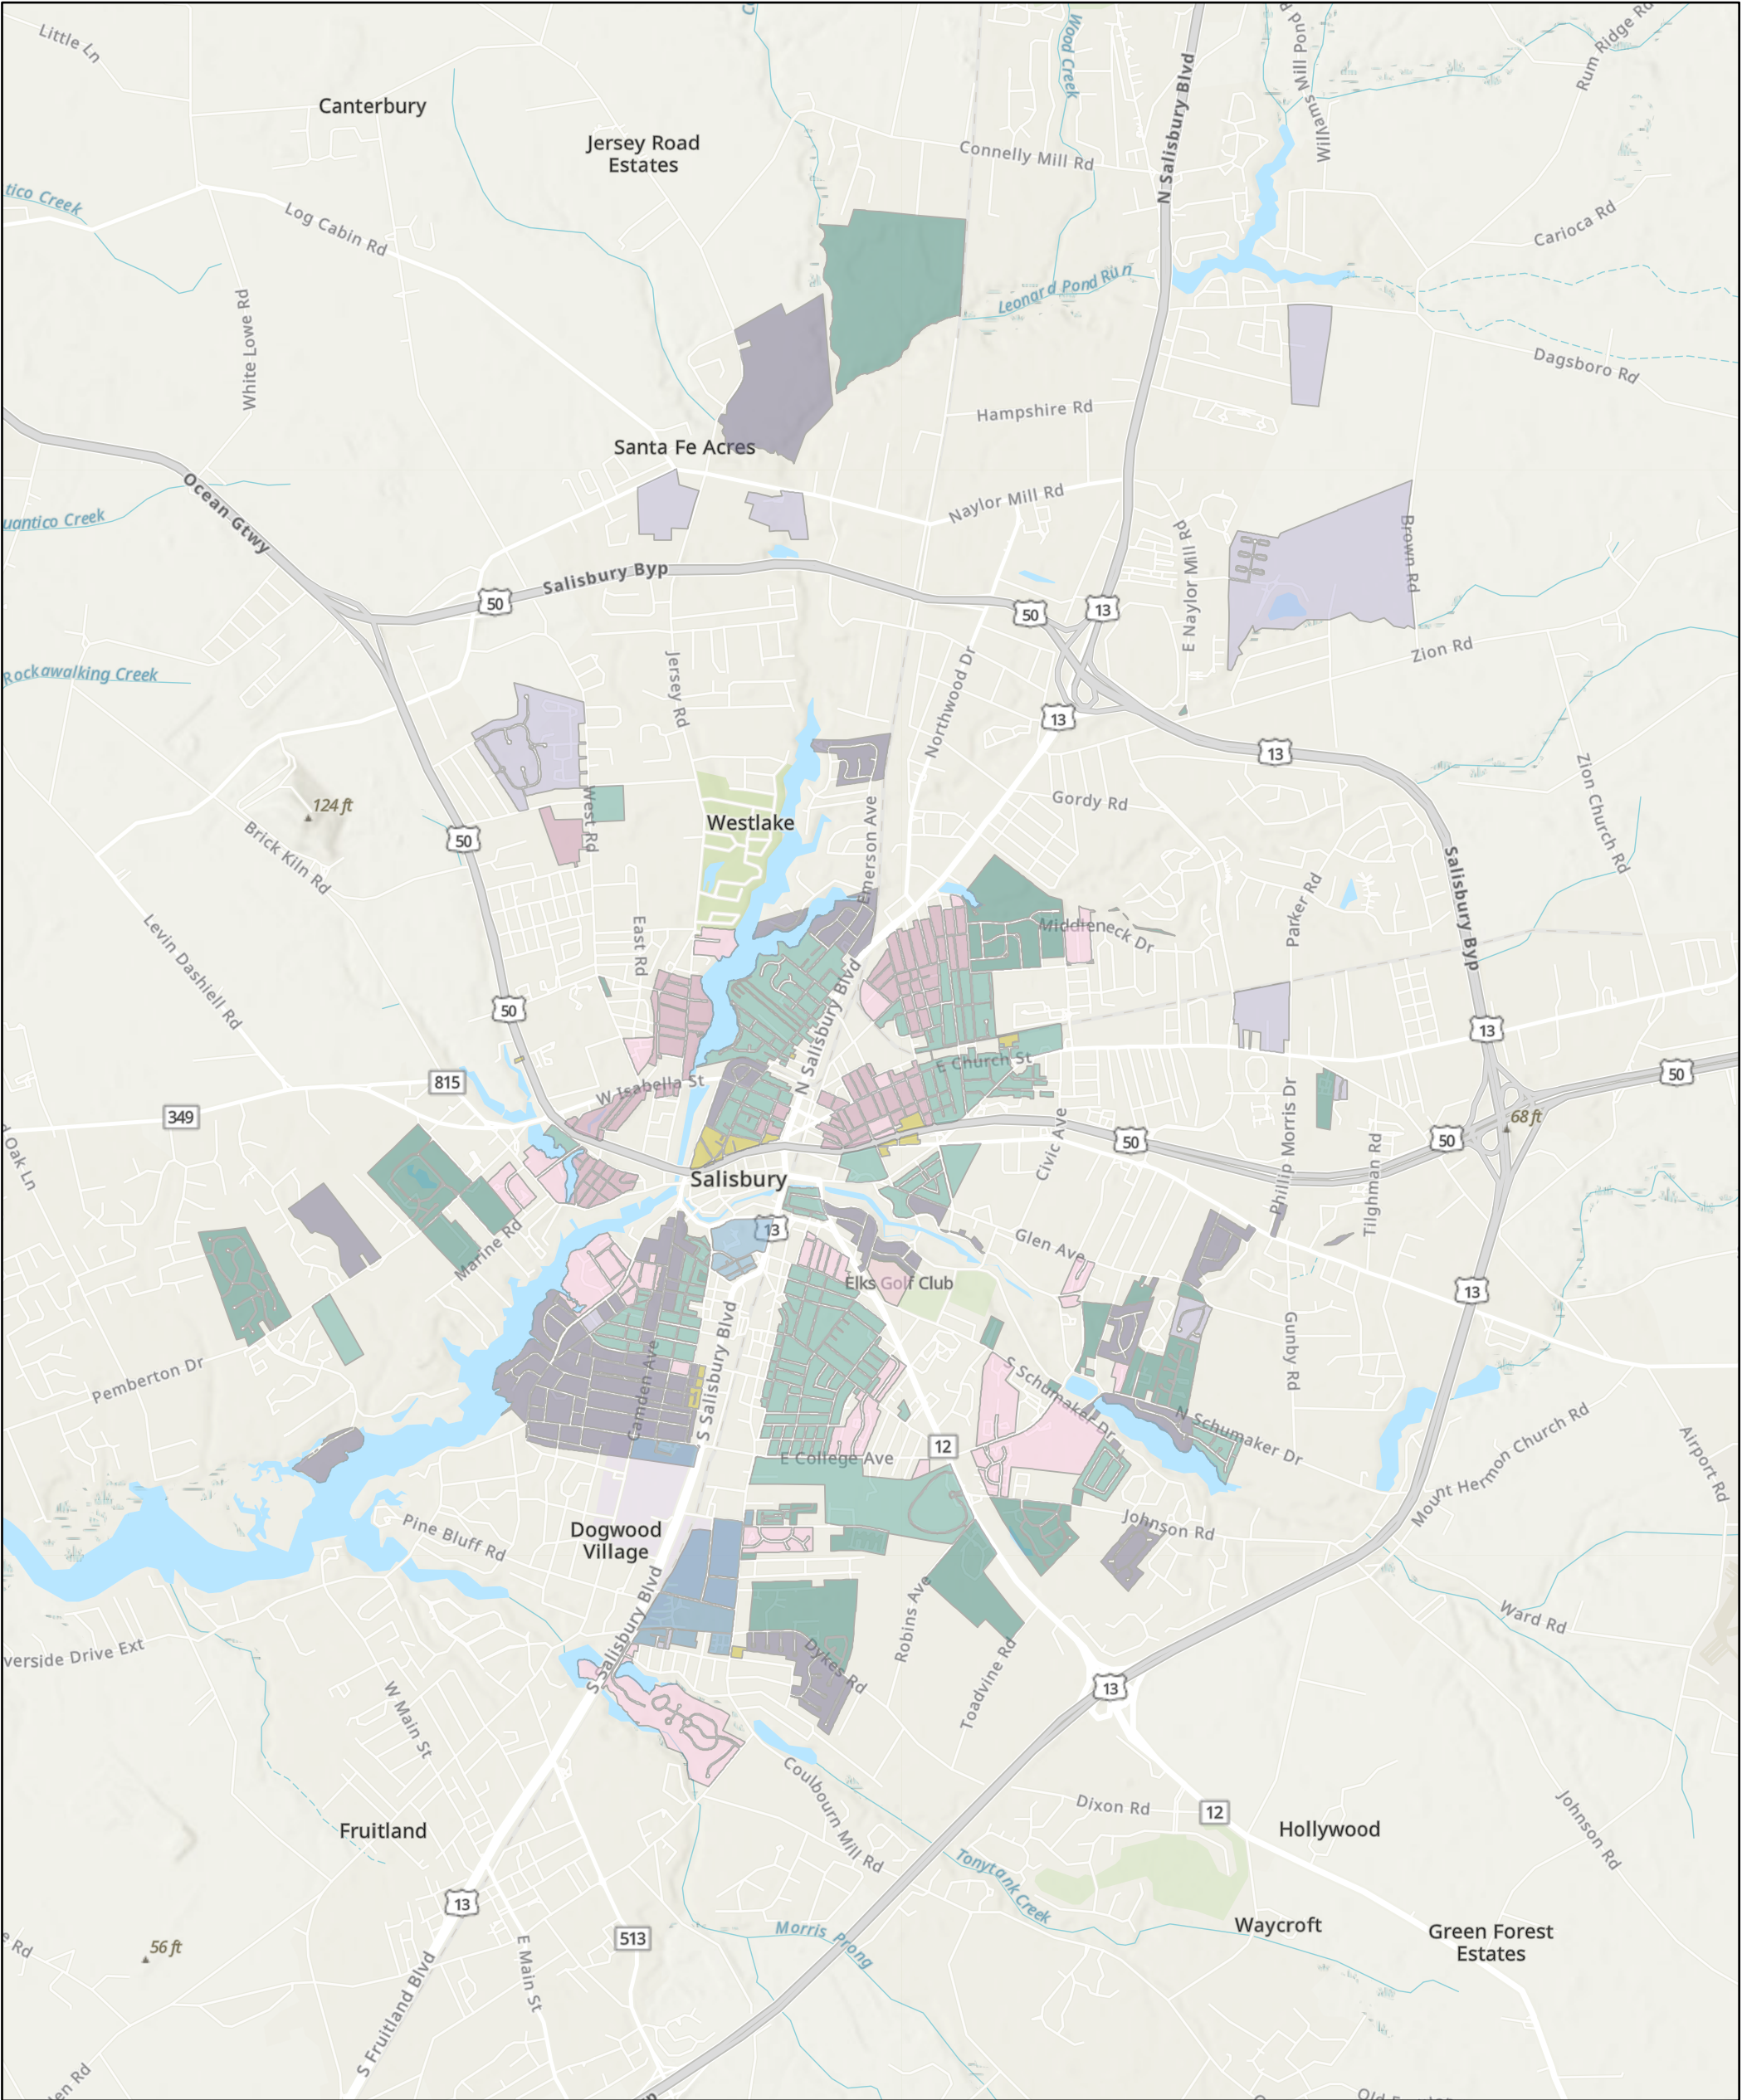 Little Ln
Canterbury
Jersey Road
Estates
Wood Creek
N Salisbury Blvd
Williams Mill Pond
Rum Ridge Rd
Connelly Mill Rd
tico Creek
Log Cabin Rd
Carioca Rd
Leonard Pond Run
White Lowe Rd
Dagsboro Rd
Hampshire Rd
Santa Fe Acres
Ocean Gtwy
Naylor Mill Rd
uantico Creek
Brown Rd
E Naylor Mill Rd
Salisbury Byp
50
50
13
Zion Rd
Rockawalking Creek
Jersey Rd
Northwood Dr
13
13
Zion Church Rd
124 ft
Gordy Rd
West Rd
Westlake
Emerson Ave
50
Brick Kiln Rd
Salisbury Byp
Parker Rd
Middleneck Dr
East Rd
Levin Dashiell Rd
N Salisbury Blvd
50
13
E Church St
50
815
W Isabella St
349
68 ft
Phillip Morris Dr
50
50
Civic Ave
Tilghman Rd
d Oak Ln
Salisbury
13
Marine Rd
Glen Ave
Elks Golf Club
13
Gunby Rd
Pemberton Dr
Camden Ave
S Salisbury Blvd
S Schumaker Dr
N Schumaker Dr
12
E College Ave
Mount Hermon Church Rd
Airport Rd
Pine Bluff Rd
Dogwood
Village
Johnson Rd
S Salisbury Blvd
Robins Ave
Ward Rd
verside Drive Ext
Dykes Rd
Toadvine Rd
13
W Main St
Coulbourn Mill Rd
Dixon Rd
12
Hollywood
Johnson Rd
Fruitland
Tonytank Creek
13
Morris Prong
Waycroft
Green Forest
Estates
513
e Rd
56 ft
E Main St
S Fruitland Blvd